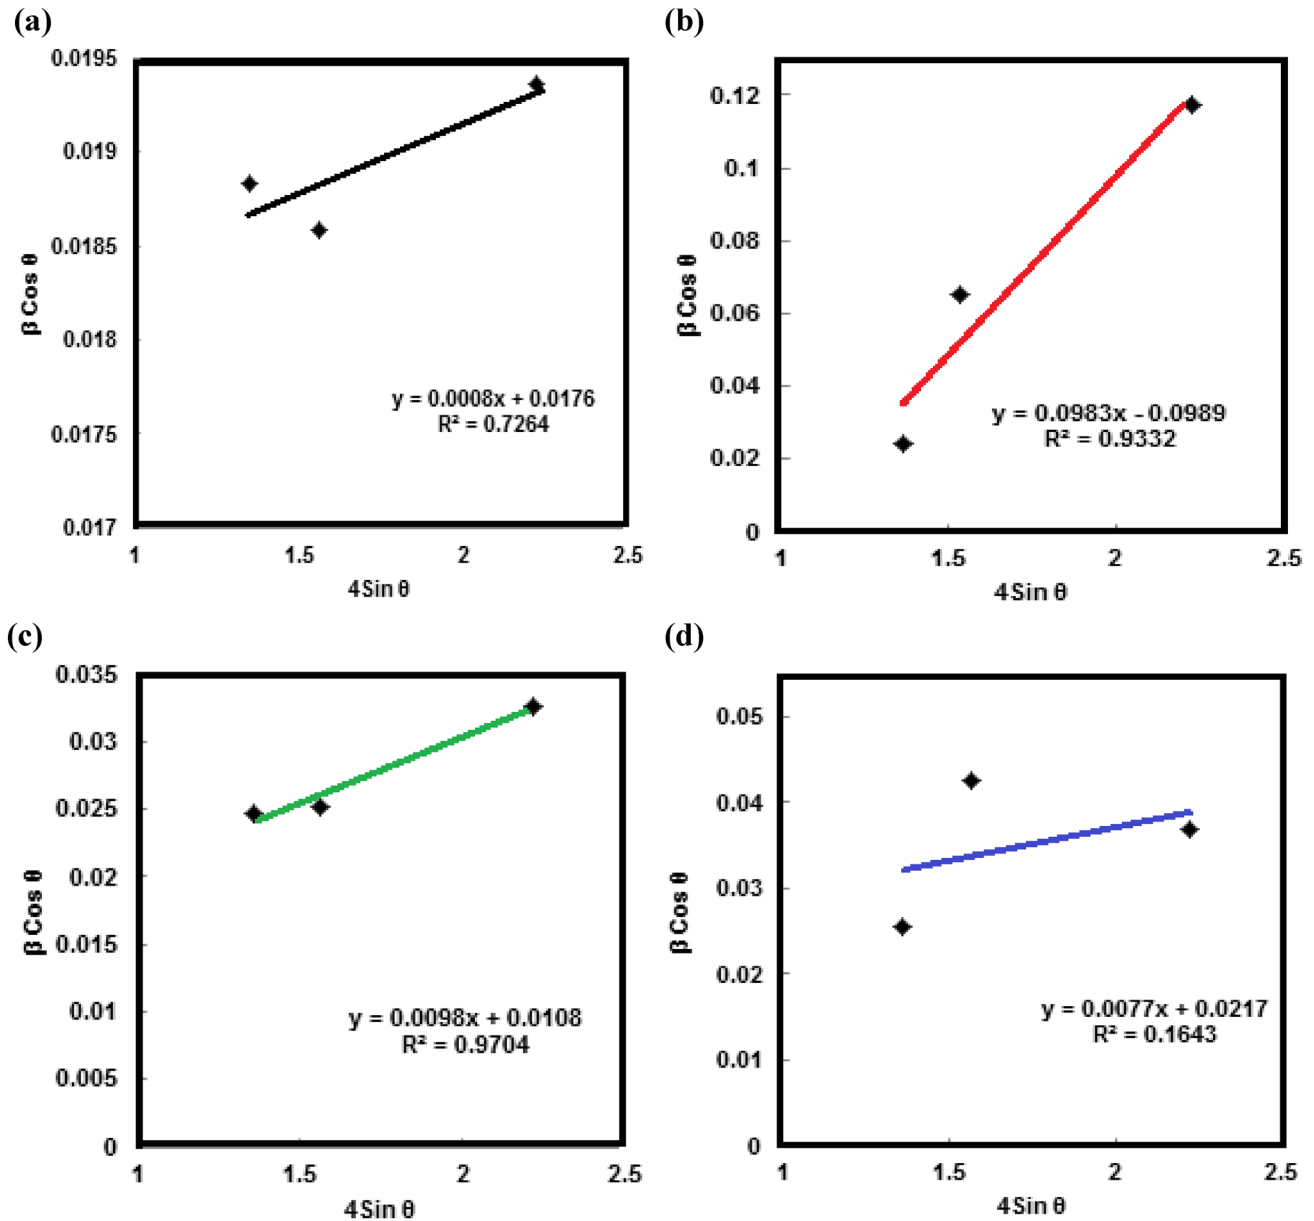 (a)
0.0195
0.019
0.0185
0.018
0.0175
0.017
β Cos θ
y = 0.0008x + 0.0176
R² = 0.7264
1 1.5 2 2.5
4Sin θ
(b)
0.12
0.1
0.08
0.06
0.04
0.02
0
β Cos θ
y = 0.0983x - 0.0989
R² = 0.9332
1 1.5 2 2.5
4Sin θ
(c)
0.035
0.03
0.025
0.02
0.015
0.01
0.005
0
β Cos θ
y = 0.0098x + 0.0108
R² = 0.9704
1 1.5 2 2.5
4Sin θ
(d)
0.05
0.04
0.03
0.02
0.01
0
β Cos θ
y = 0.0077x + 0.0217
R² = 0.1643
1 1.5 2 2.5
4Sin θ